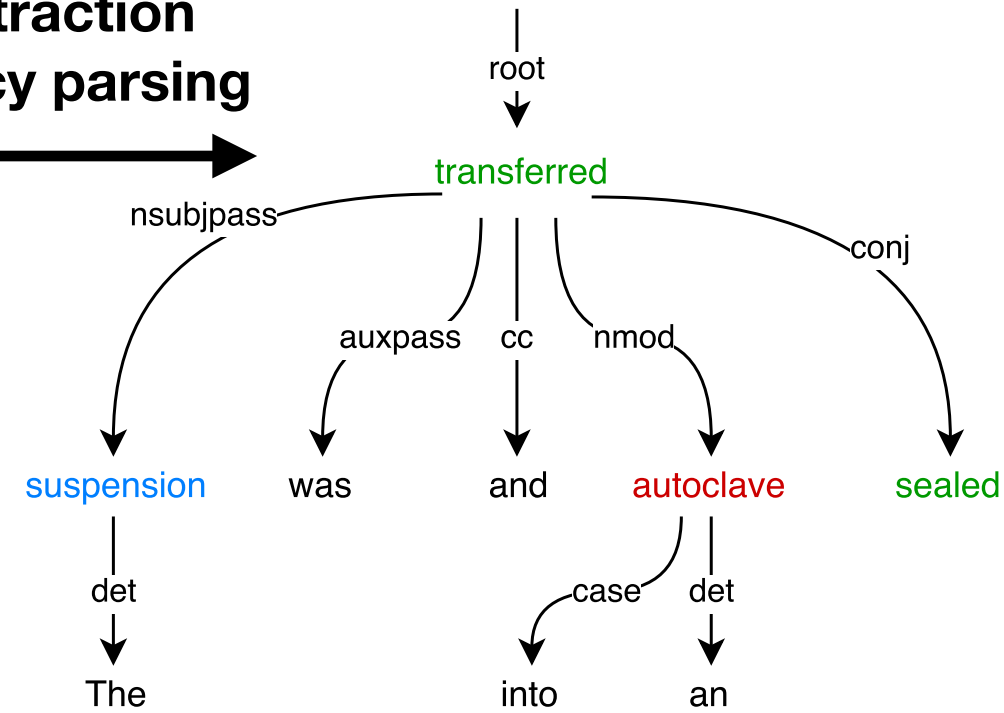 traction
cy parsing
root
transferred
nsubjpass
conj
auxpass cc nmod
suspension was and autoclave sealed
det case det
The into an